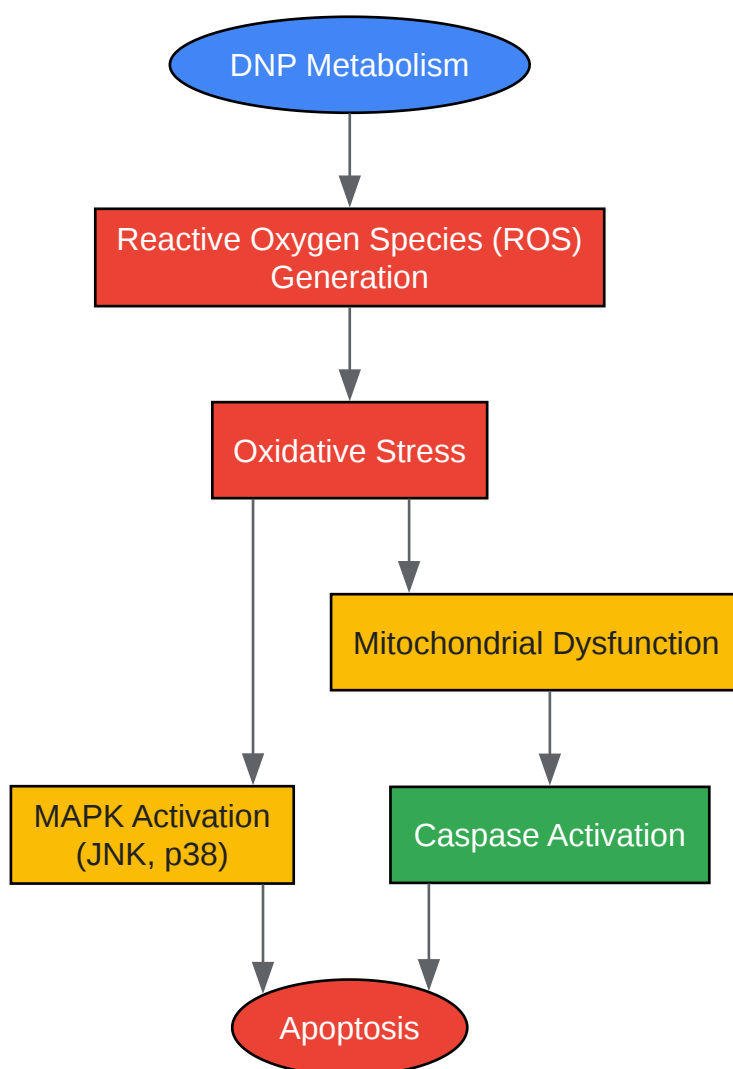 DNP Metabolism
Reactive Oxygen Species (ROS)
Generation
Oxidative Stress
Mitochondrial Dysfunction
MAPK Activation
(JNK, p38)
Caspase Activation
Apoptosis